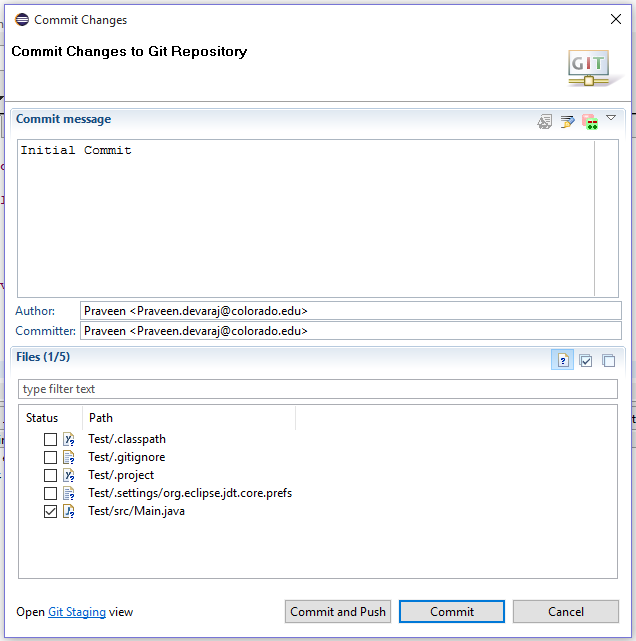 Commit Changes
Commit Changes to Git Repository
GIT
Commit message
Initial Commit
Author: Praveen <Praveen.devaraj@colorado.edu>
Committer: Praveen <Praveen.devaraj@colorado.edu>
Files (1/5)
type filter text
Status Path
Test/.classpath
Test/.gitignore
Test/.project
Test/.settings/org.eclipse.jdt.core.prefs
Test/src/Main.java
Open Git Staging view Commit and Push Commit Cancel